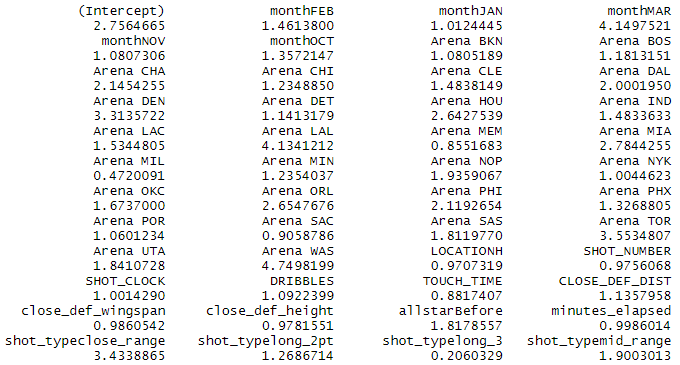 (Intercept) monthFEB monthJAN monthMAR
2.7564665 1.4613800 1.0124445 4.1497521
monthNOV monthOCT Arena BKN Arena BOS
1.0807306 1.3572147 1.0805189 1.1813151
Arena CHA Arena CHI Arena CLE Arena DAL
2.1454255 1.2348850 1.4838149 2.0001950
Arena DEN Arena DET Arena HOU Arena IND
3.3135722 1.1413179 2.6427539 1.4833633
Arena LAC Arena LAL Arena MEM Arena MIA
1.5344805 4.1341212 0.8551683 2.7844255
Arena MIL Arena MIN Arena NOP Arena NYK
0.4720091 1.2354037 1.9359067 1.0044623
Arena OKC Arena ORL Arena PHI Arena PHX
1.6737000 2.6547676 2.1192654 1.3268805
Arena POR Arena SAC Arena SAS Arena TOR
1.0601234 0.9058786 1.8119770 3.5534807
Arena UTA Arena WAS LOCATIONH SHOT_NUMBER
1.8410728 4.7498199 0.9707319 0.9756068
SHOT_CLOCK DRIBBLES TOUCH_TIME CLOSE_DEF_DIST
1.0014290 1.0922399 0.8817407 1.1357958
close_def_wingspan close_def_height allstarBefore minutes_elapsed
0.9860542 0.9781551 1.8178557 0.9986014
shot_typeclose_range shot_typelong_2pt shot_typelong_3 shot_typemid_range
3.4338865 1.2686714 0.2060329 1.9003013